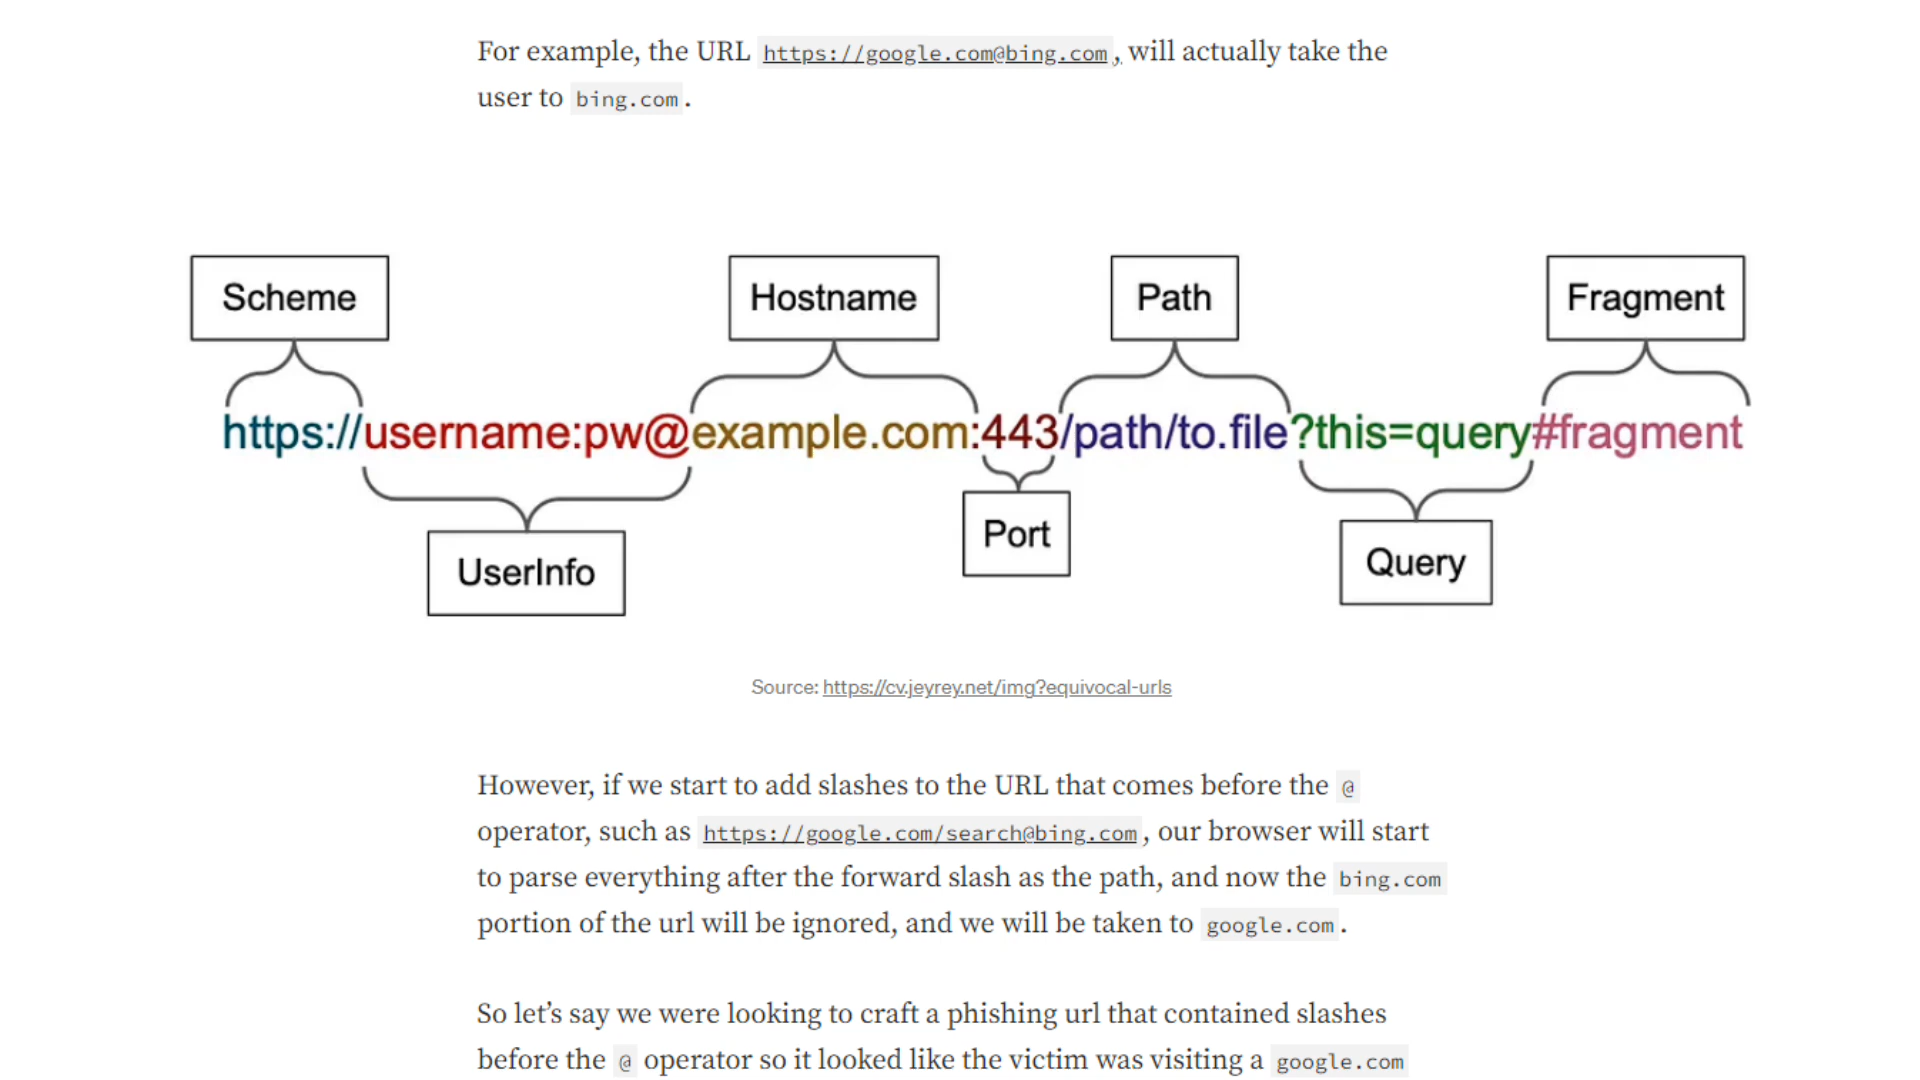 For example, the URL https://google.com@bing.com, will actually take the
user to bing.com.
Scheme
Hostname
Path
Fragment
https://username:pw@example.com:443/path/to.file?this=query#fragment
UserInfo
Port
Query
Source: https://cv.jeyrey.net/img?equivocal-urls
However, if we start to add slashes to the URL that comes before the @
operator, such as https://google.com/search@bing.com, our browser will start
to parse everything after the forward slash as the path, and now the bing.com
portion of the url will be ignored, and we will be taken to google.com.
So let’s say we were looking to craft a phishing url that contained slashes
before the @ operator so it looked like the victim was visiting a google.com